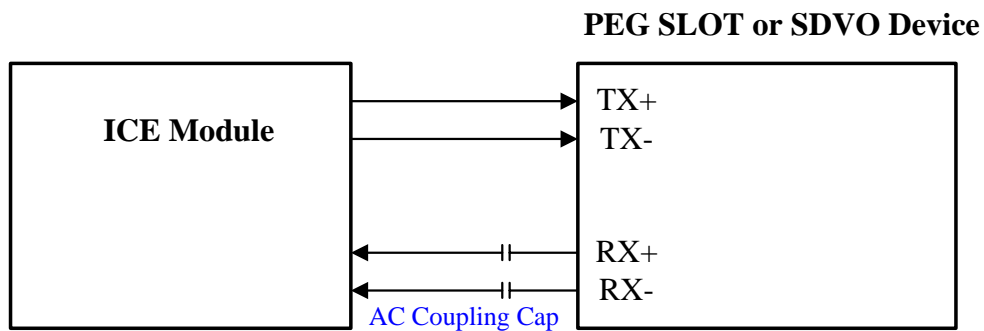 PEG SLOT or SDVO Device
ICE Module
TX+
TX-
RX+
RX-
AC Coupling Cap